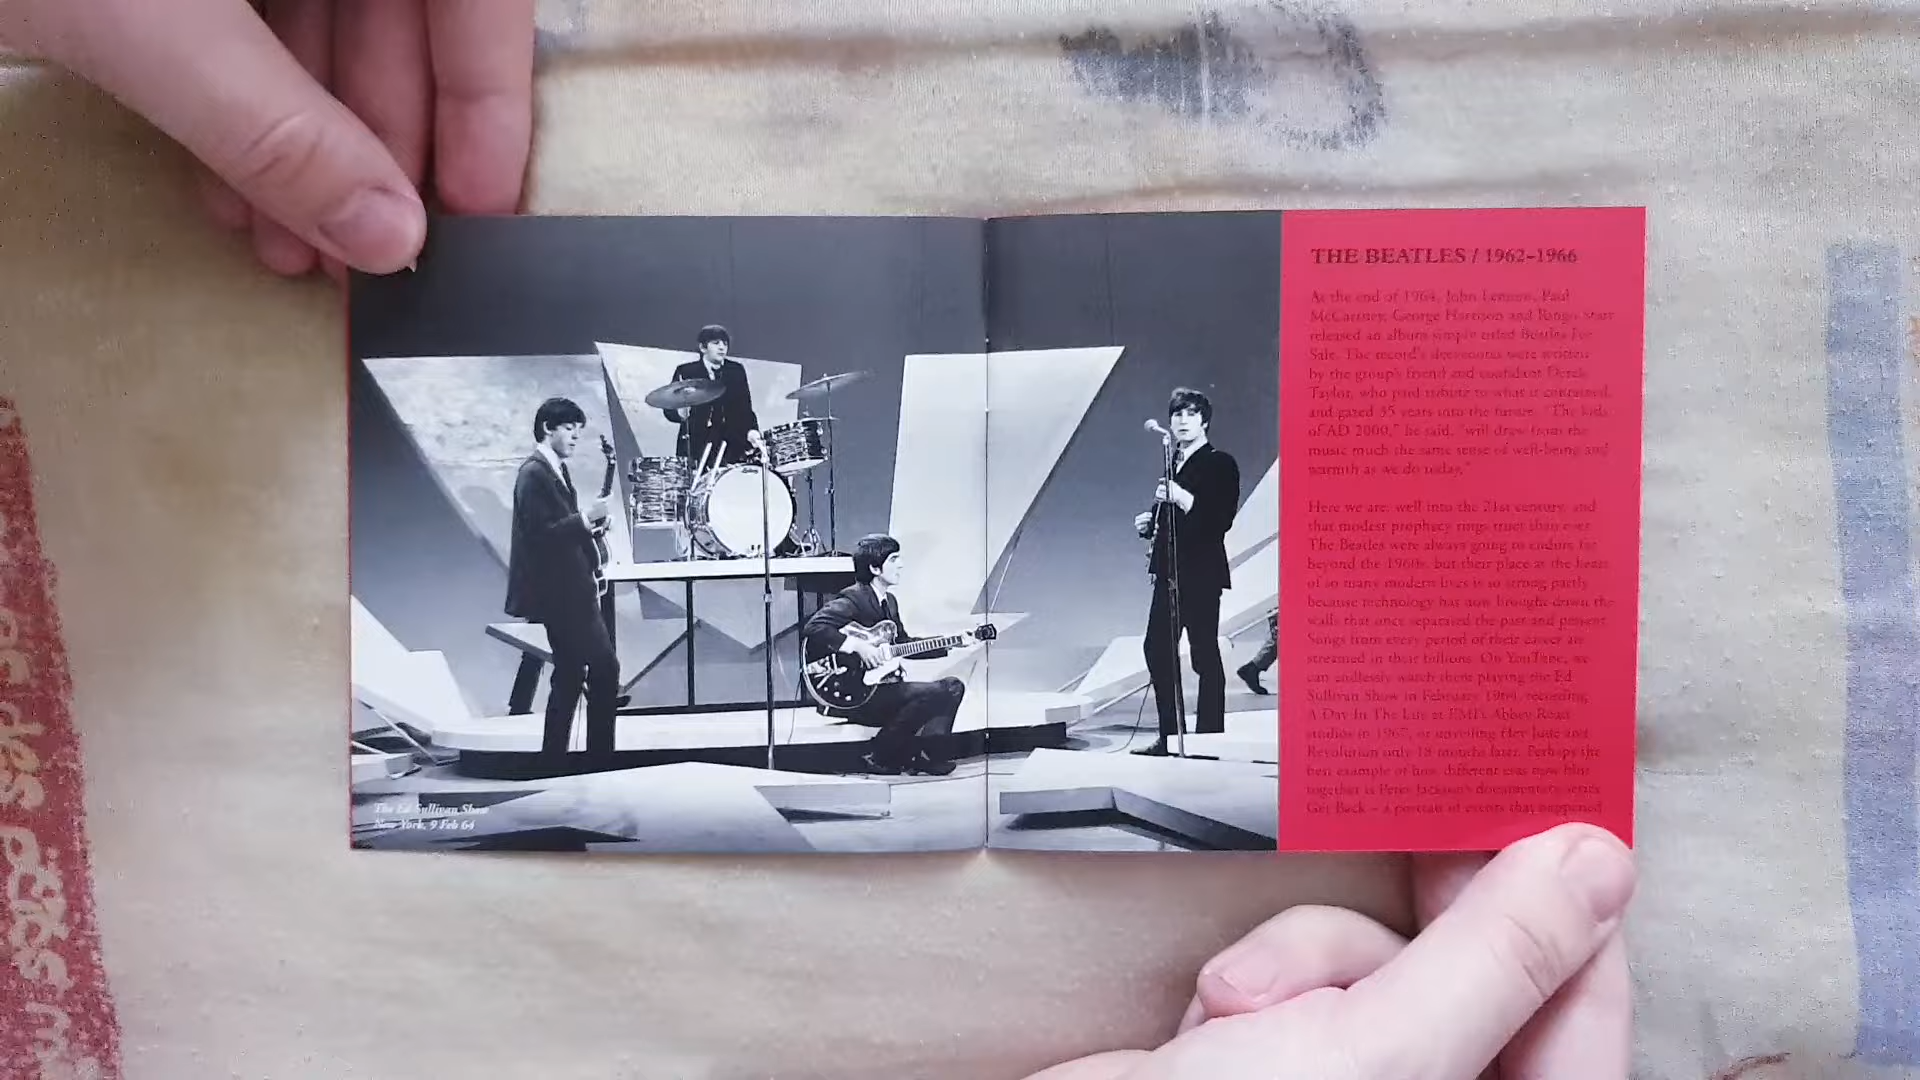 The Ed Sullivan Show
New York, 9 Feb 64
THE BEATLES / 1962–1966
At the end of 1964, John Lennon, Paul
McCartney, George Harrison and Ringo Starr
released an album simply titled Beatles For
Sale. The record's sleevenotes were written
by the group's friend and confidant Derek
Taylor, who paid tribute to what it contained,
and gazed 35 years into the future. "The kids
of AD 2000," he said, "will draw from the
music much the same sense of well-being and
warmth as we do today."
Here we are, well into the 21st century, and
that modest prophecy rings truer than ever.
The Beatles were always going to endure far
beyond the 1960s, but their place at the heart
of so many modern lives is so strong partly
because technology has now brought down the
walls that once separated the past and present.
Songs from every period of their career are
streamed in their billions. On YouTube, we
can endlessly watch them playing the Ed
Sullivan Show in February 1964, recording
A Day In The Life at EMI's Abbey Road
studios in 1967, or unveiling Hey Jude and
Revolution only 18 months later. Perhaps the
best example of how different eras now blur
together is Peter Jackson's documentary series
Get Back – a portrait of events that happened